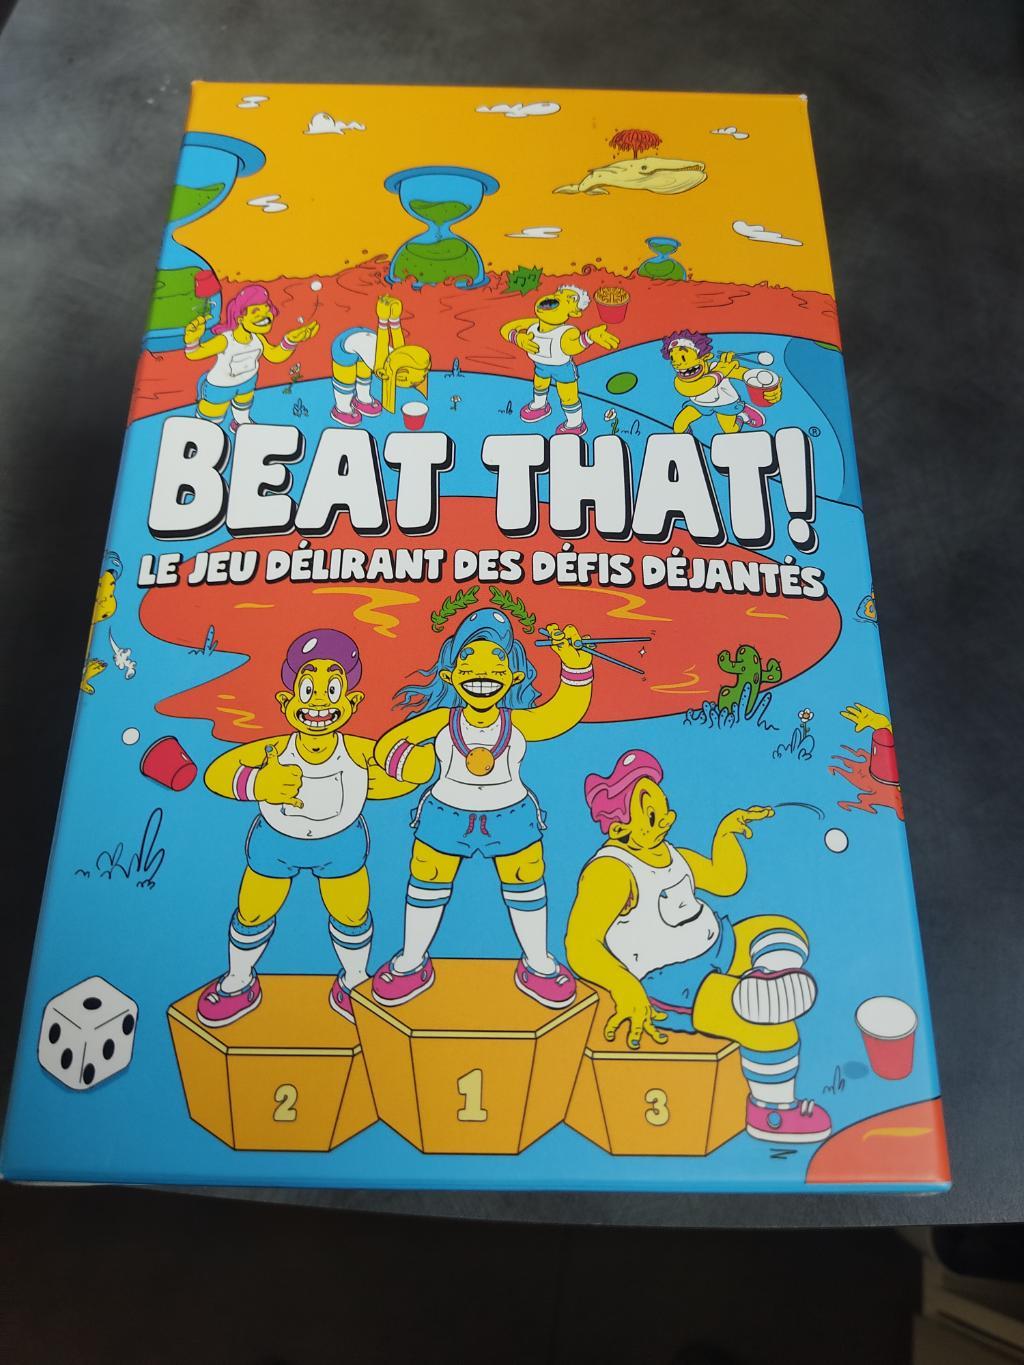 BEAT THAT!®
LE JEU DÉLIRANT DES DÉFIS DÉJANTÉS
2 1 3